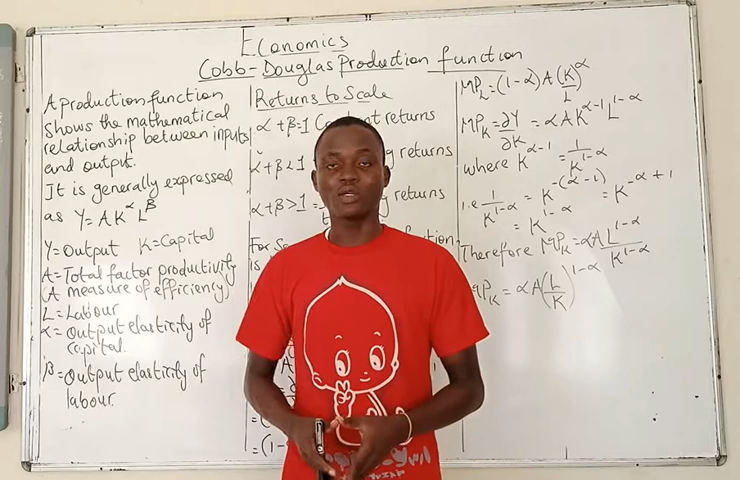 Economics
Cobb-Douglas Production function
A production function
shows the mathematical
relationship between inputs
and output.
It is generally expressed
as Y=AK^α L^β
Y=Output K=Capital
A=Total factor productivity
(A measure of efficiency)
L=Labour
α=Output elasticity of
capital.
β=Output elasticity of
labour.
Returns to Scale
α+β=1 returns
α+β<1 returns
α+β>1= returns
is
MP_L=(1-α)A(K/L)^α
MP_K=∂Y/∂K=αAK^(α-1)L^(1-α)
where K^(α-1)=1/K^(1-α)
i.e 1/K^(1-α)=K^-(α-1)=K^(-α+1)
=K^(1-α)
Therefore MP_K=αAL^(1-α)/K^(1-α)
MP_K=αA(L/K)^(1-α)